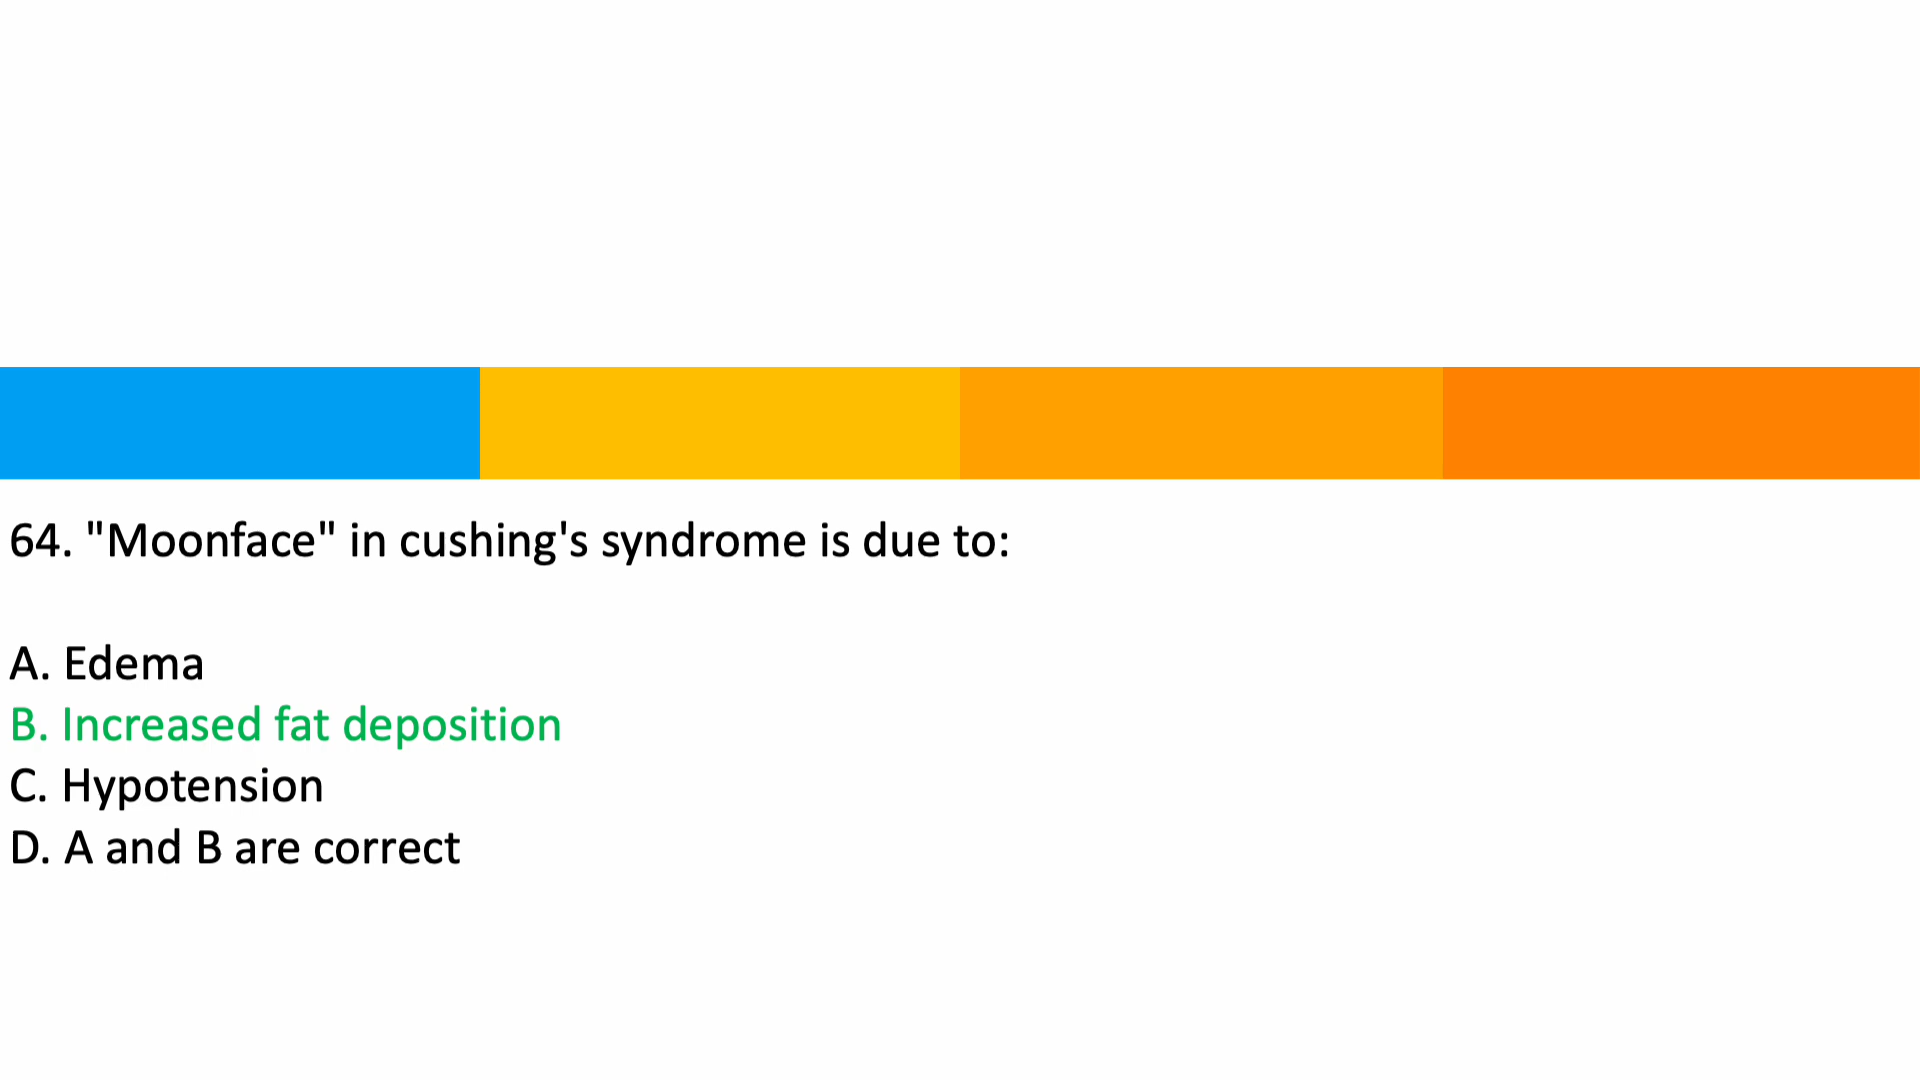 64. "Moonface" in cushing's syndrome is due to:
A. Edema
B. Increased fat deposition
C. Hypotension
D. A and B are correct